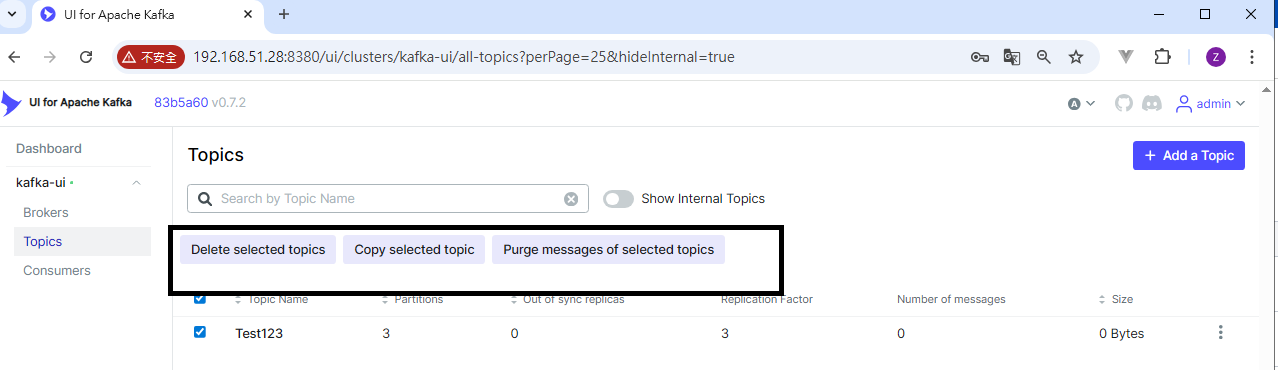 UI for Apache Kafka
不安全 192.168.51.28:8380/ui/clusters/kafka-ui/all-topics?perPage=25&hideInternal=true Z
UI for Apache Kafka 83b5a60 v0.7.2 A admin
Dashboard
kafka-ui
Brokers
Topics
Consumers
Topics
+ Add a Topic
Search by Topic Name Show Internal Topics
Delete selected topics Copy selected topic Purge messages of selected topics
Topic Name Partitions Out of sync replicas Replication Factor Number of messages Size
Test123 3 0 3 0 0 Bytes